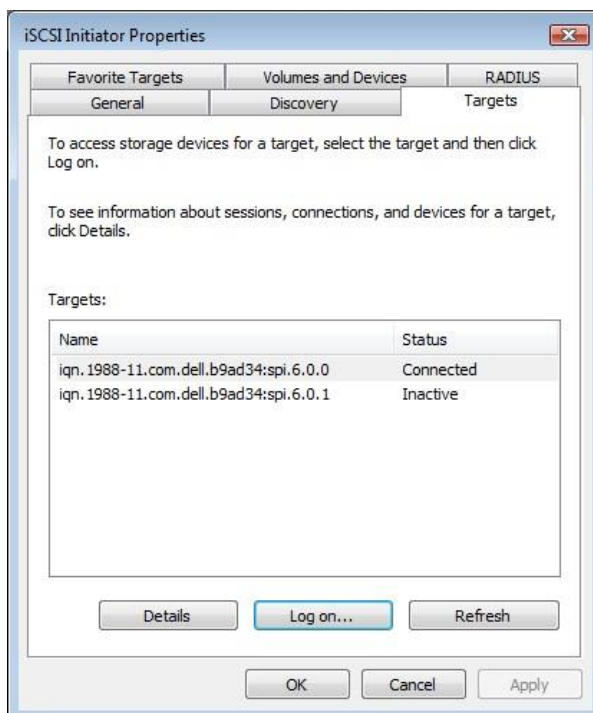 iSCSI Initiator Properties
Favorite Targets Volumes and Devices RADIUS
General Discovery Targets
To access storage devices for a target, select the target and then click
Log on.
To see information about sessions, connections, and devices for a target,
click Details.
Targets:
Name Status
iqn.1988-11.com.dell.b9ad34:spi.6.0.0 Connected
iqn.1988-11.com.dell.b9ad34:spi.6.0.1 Inactive
Details Log on... Refresh
OK Cancel Apply